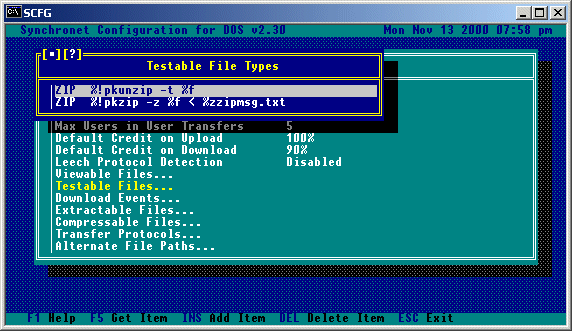 SCFG
Synchronet Configuration for DOS v2.30 Mon Nov 13 2000 07:58 pm
[■][?]
Testable File Types
ZIP %!pkunzip -t %f
ZIP %!pkzip -z %f < %zzipmsg.txt
Max Users in User Transfers 5
Default Credit on Upload 100%
Default Credit on Download 90%
Leech Protocol Detection Disabled
Viewable Files...
Testable Files...
Download Events...
Extractable Files...
Compressable Files...
Transfer Protocols...
Alternate File Paths...
F1 Help F5 Get Item INS Add Item DEL Delete Item ESC Exit